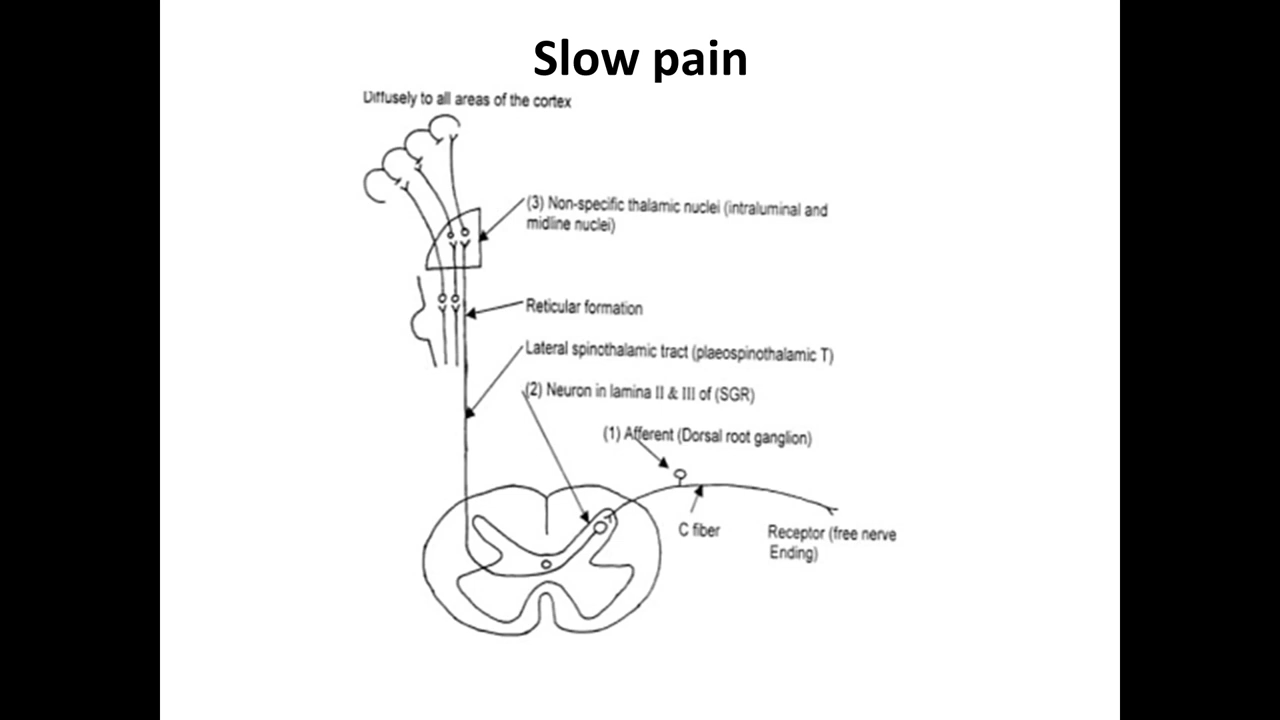 Slow pain
Diffusely to all areas of the cortex
(3) Non-specific thalamic nuclei (intraluminal and
midline nuclei)
Reticular formation
Lateral spinothalamic tract (plaeospinothalamic T)
(2) Neuron in lamina II & III of (SGR)
(1) Afferent (Dorsal root ganglion)
C fiber
Receptor (free nerve
Ending)